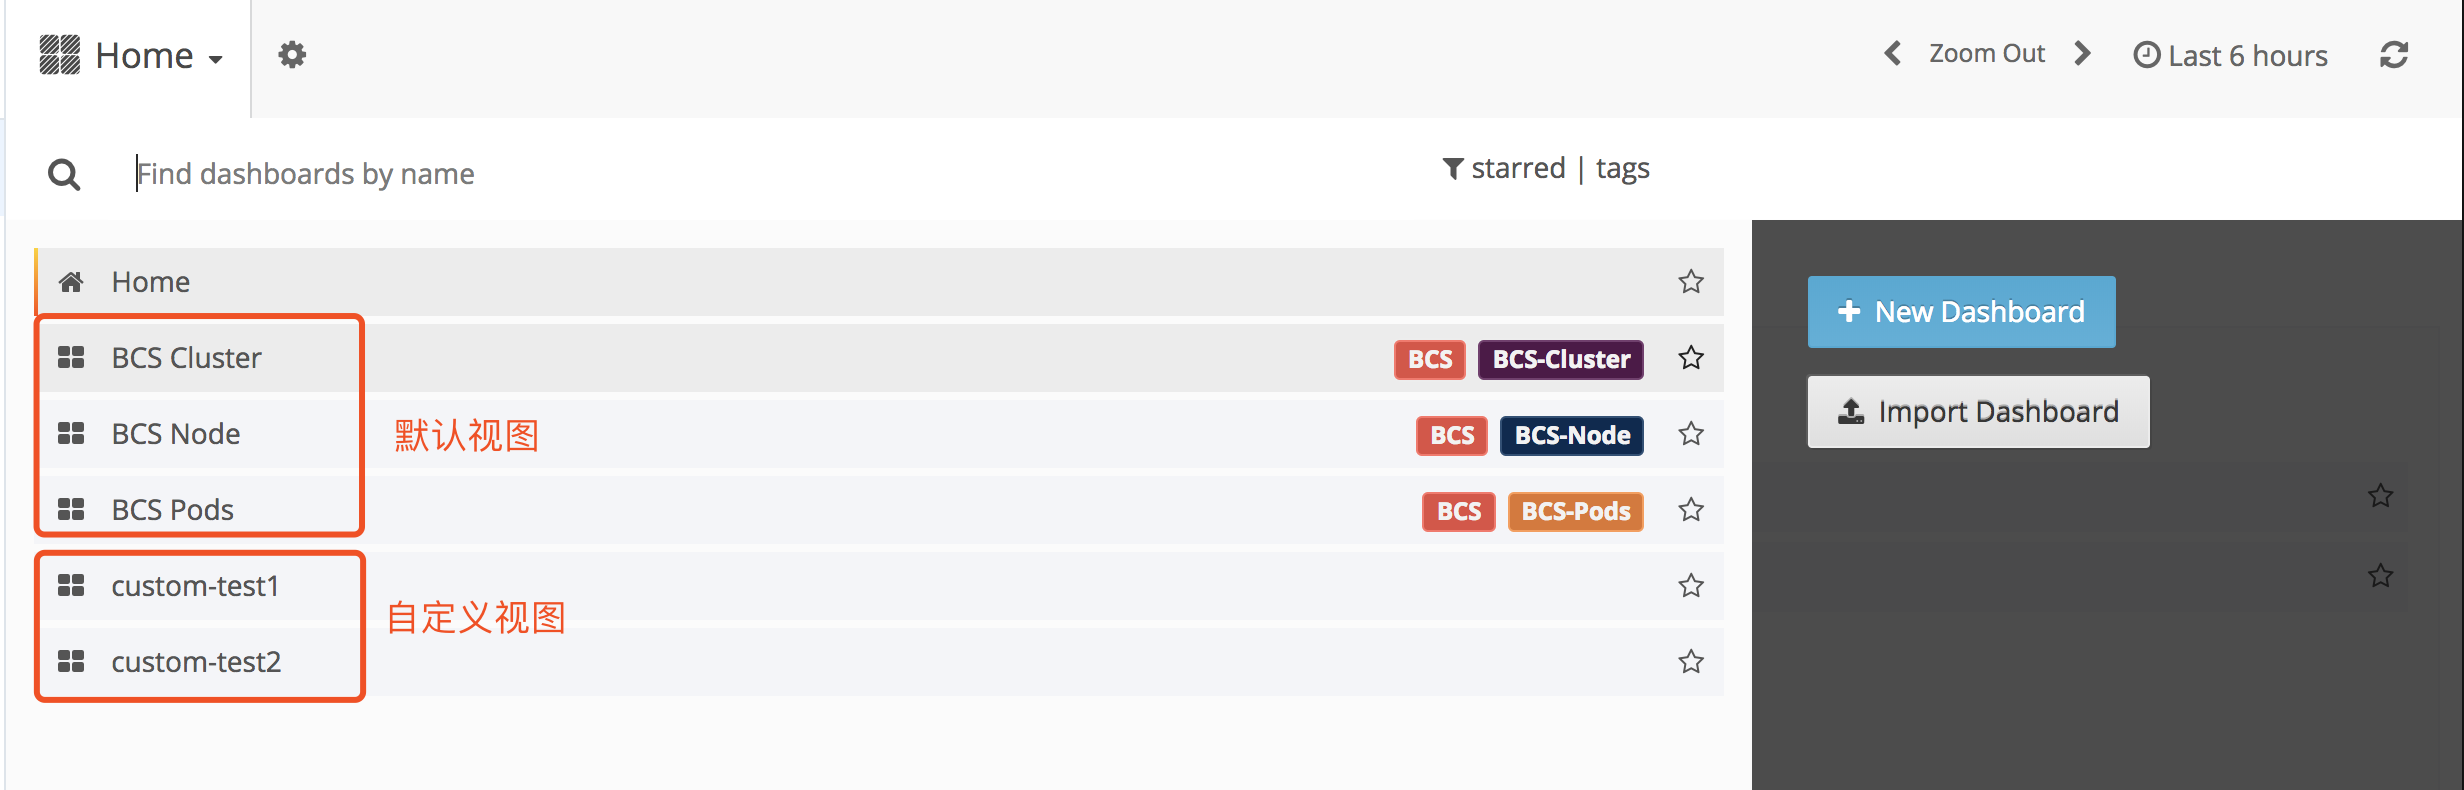 Home
Zoom Out
Last 6 hours
Find dashboards by name
starred | tags
Home
BCS Cluster
BCS BCS-Cluster
BCS Node
默认视图
BCS BCS-Node
BCS Pods
BCS BCS-Pods
custom-test1
自定义视图
custom-test2
New Dashboard
Import Dashboard